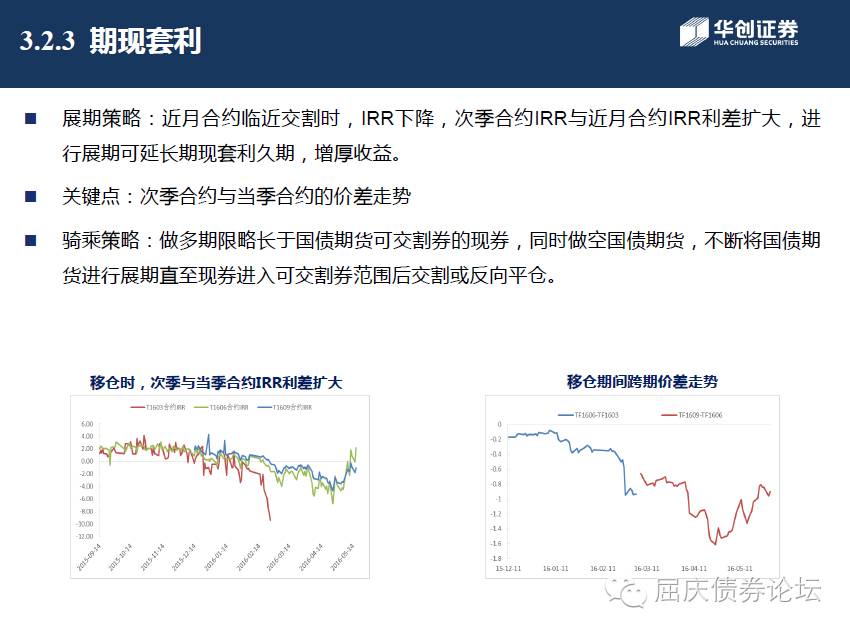 3.2.3 期现套利
华创证券
HUA CHUANG SECURITIES
■ 展期策略：近月合约临近交割时，IRR下降，次季合约IRR与近月合约IRR利差扩大，进
行展期可延长期现套利久期，增厚收益。
■ 关键点：次季合约与当季合约的价差走势
■ 骑乘策略：做多期限略长于国债期货可交割券的现券，同时做空国债期货，不断将国债期
货进行展期直至现券进入可交割券范围后交割或反向平仓。
移仓时，次季与当季合约IRR利差扩大
T1603合约IRR T1606合约IRR T1609合约IRR
6.00
4.00
2.00
0.00
-2.00
-4.00
-6.00
-8.00
-10.00
-12.00
2015-09-14 2015-10-14 2015-11-14 2015-12-14 2016-01-14 2016-02-14 2016-03-14 2016-04-14 2016-05-14
移仓期间跨期价差走势
TF1606-TF1603 TF1609-TF1606
0
-0.2
-0.4
-0.6
-0.8
-1
-1.2
-1.4
-1.6
-1.8
15-12-11 16-01-11 16-02-11 16-03-11 16-04-11 16-05-11
屈庆债券论坛